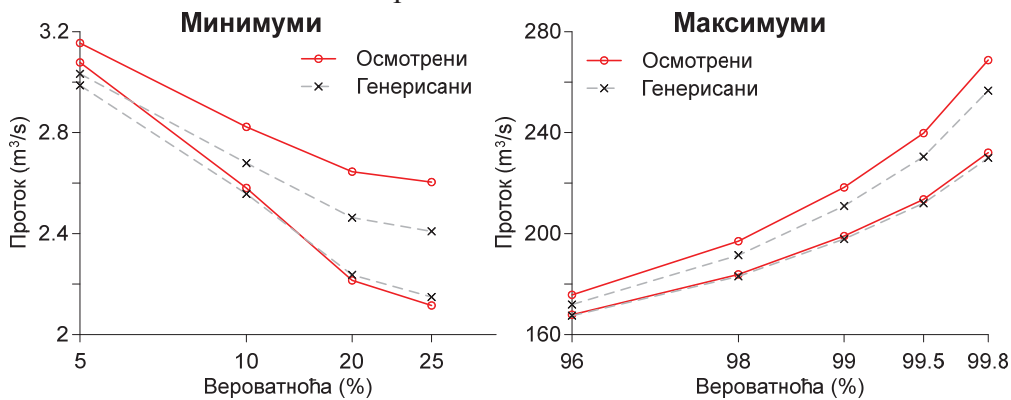 Минимуми
3.2
2.8
2.4
2
Проток (m³/s)
Осмотрени
Генерисани
5
10
20
25
Вероватноћа (%)
Максимуми
280
240
200
160
Проток (m³/s)
Осмотрени
Генерисани
96
98
99
99.5
99.8
Вероватноћа (%)